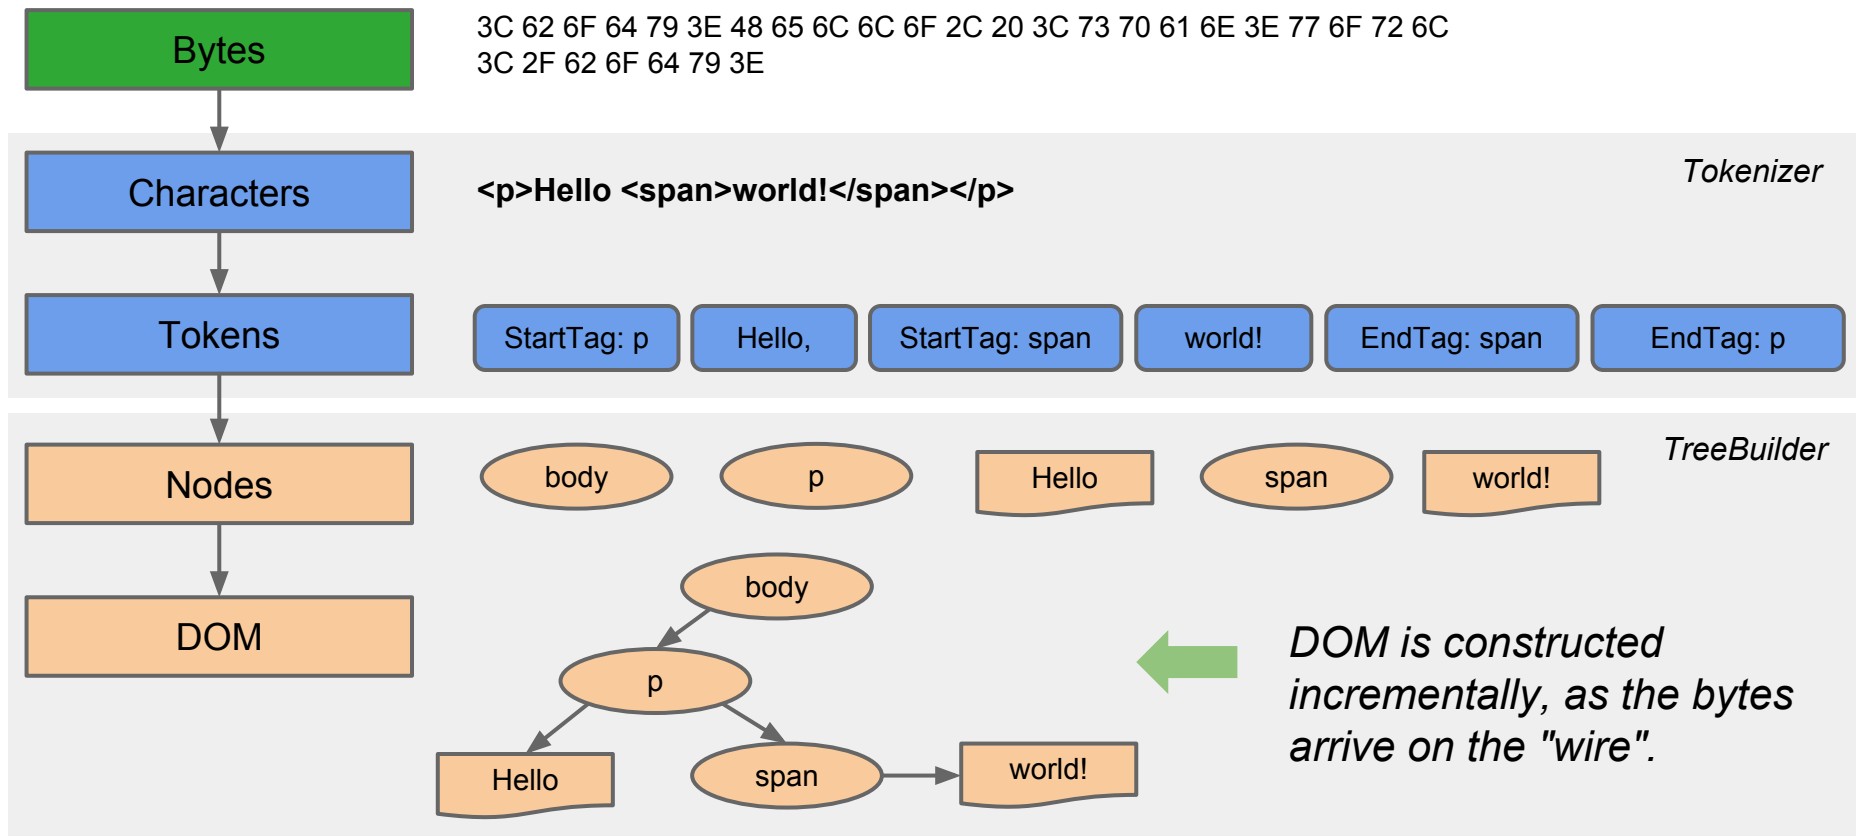 Bytes
3C 62 6F 64 79 3E 48 65 6C 6C 6F 2C 20 3C 73 70 61 6E 3E 77 6F 72 6C
3C 2F 62 6F 64 79 3E
Tokenizer
Characters
<p>Hello <span>world!</span></p>
Tokens
StartTag: p
Hello,
StartTag: span
world!
EndTag: span
EndTag: p
TreeBuilder
Nodes
body
p
Hello
span
world!
DOM
body
p
Hello
span
world!
DOM is constructed
incrementally, as the bytes
arrive on the "wire".